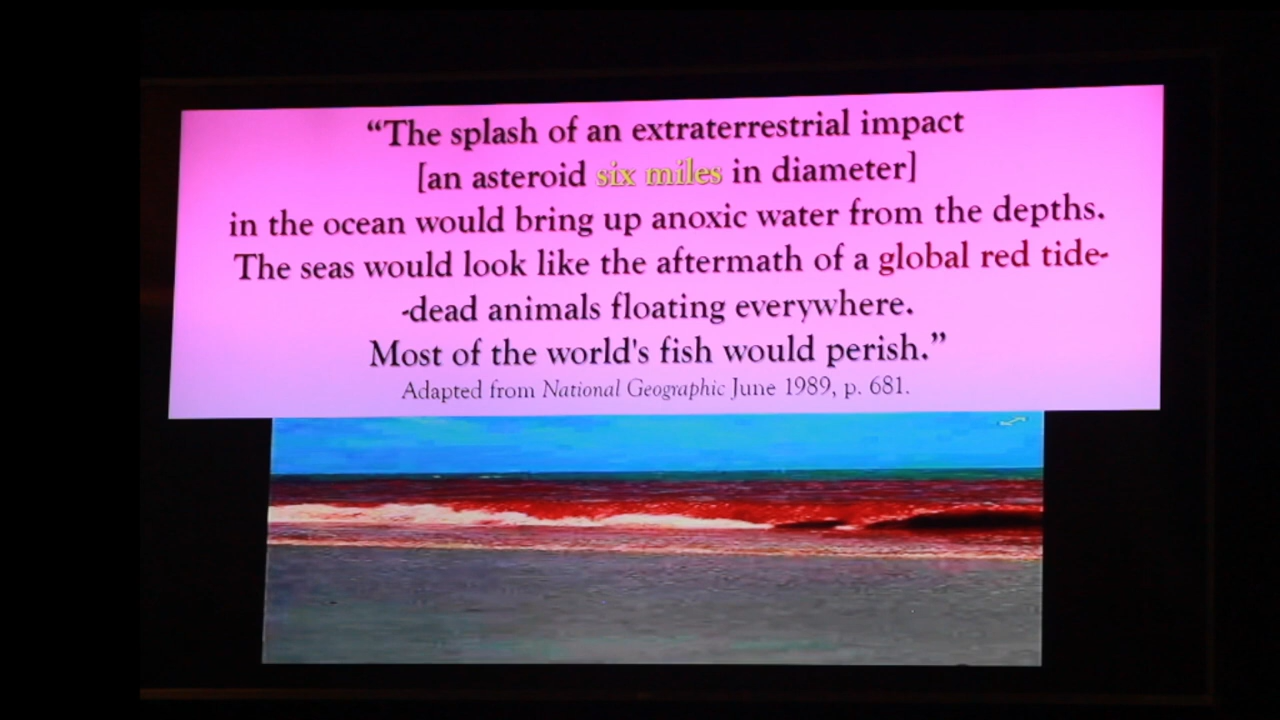 “The splash of an extraterrestrial impact
[an asteroid six miles in diameter]
in the ocean would bring up anoxic water from the depths.
The seas would look like the aftermath of a global red tide-
-dead animals floating everywhere.
Most of the world's fish would perish.”
Adapted from National Geographic June 1989, p. 681.